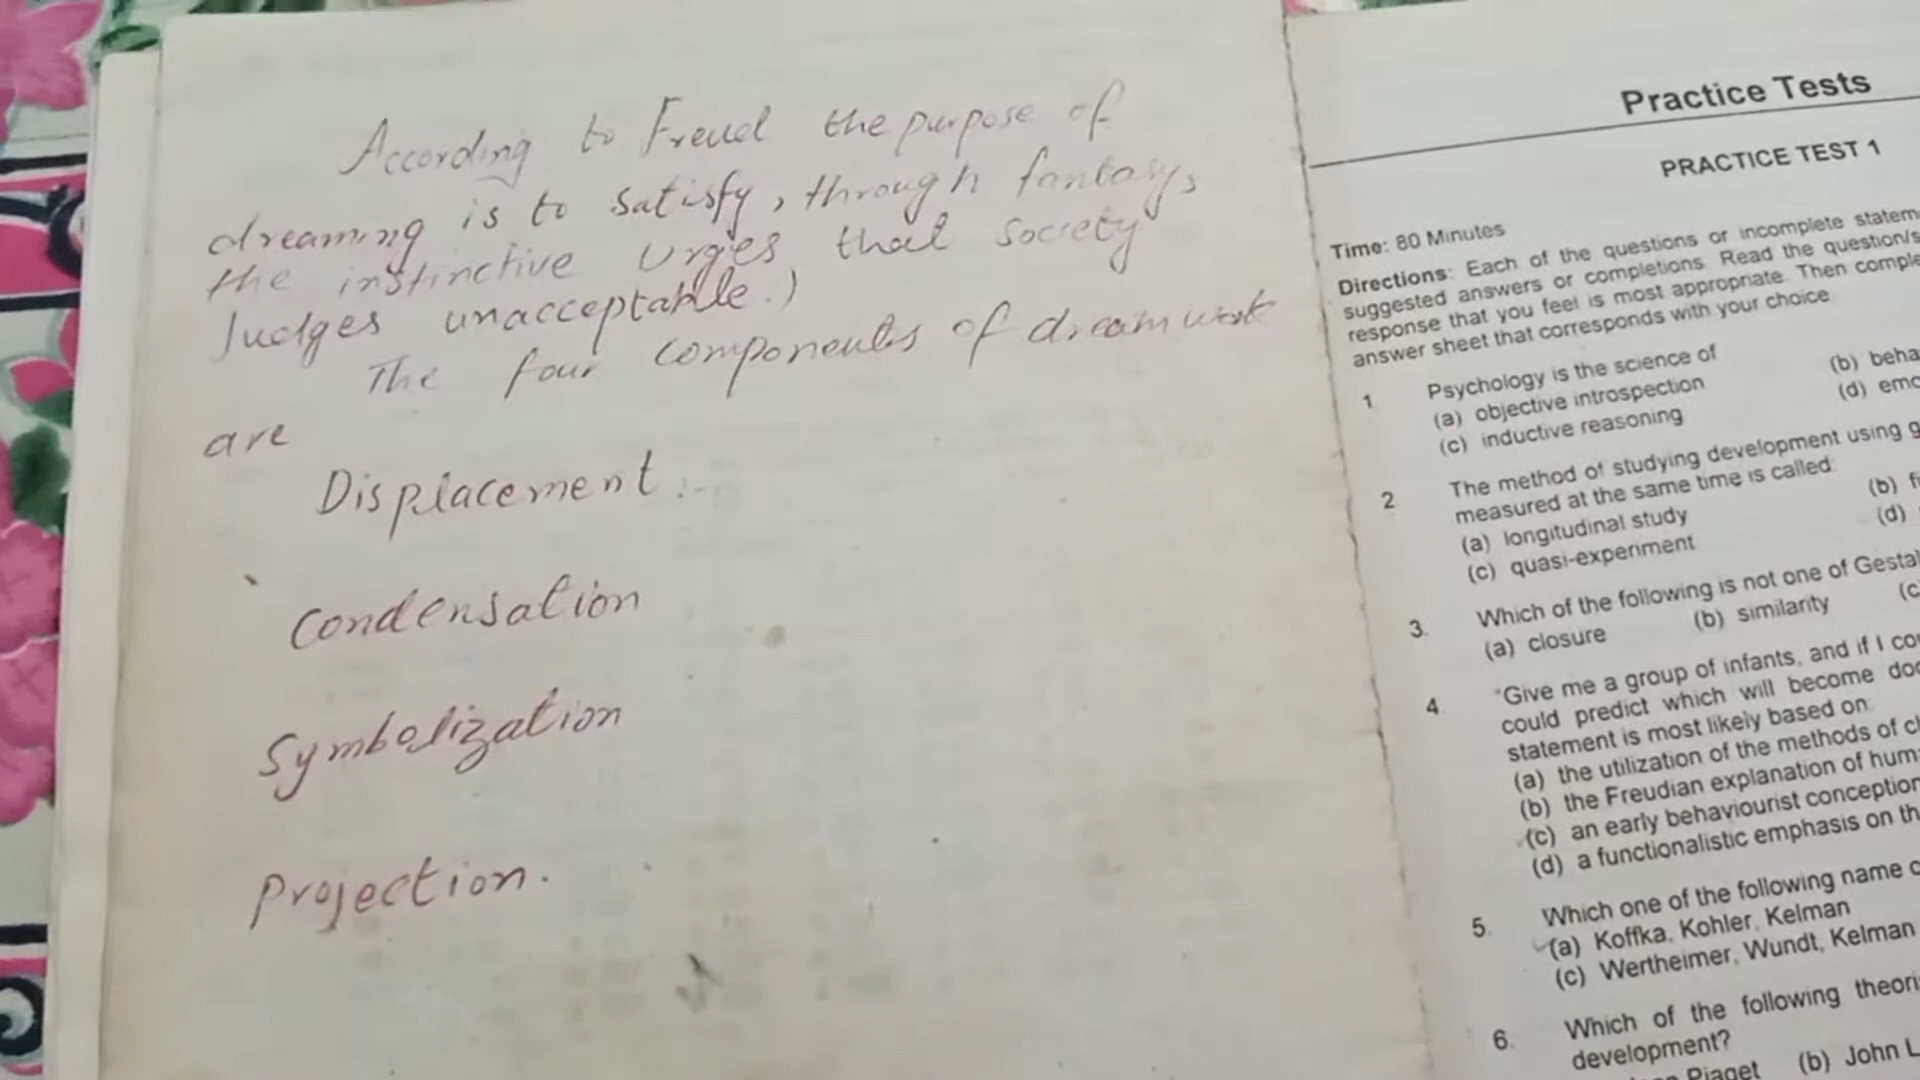 According to Freud the purpose of
dreaming is to satisfy, through fantasy,
the instinctive urgies that society
Judges unacceptable.)
The four components of dream work
are
Displacement :-
Condensation
Symbolization
Projection.
Practice Tests
PRACTICE TEST 1
Time: 80 Minutes
Directions: Each of the questions or incomplete statem
suggested answers or completions. Read the question/s
response that you feel is most appropriate. Then comple
answer sheet that corresponds with your choice
1 Psychology is the science of
(a) objective introspection (b) beha
(c) inductive reasoning (d) emo
2 The method of studying development using g
measured at the same time is called:
(a) longitudinal study (b) f
(c) quasi-experiment (d)
3. Which of the following is not one of Gestal
(a) closure (b) similarity (c
4. "Give me a group of infants, and if I co
could predict which will become doc
statement is most likely based on:
(a) the utilization of the methods of cl
(b) the Freudian explanation of huma
(c) an early behaviourist conception
(d) a functionalistic emphasis on th
5. Which one of the following name c
(a) Koffka, Kohler, Kelman
(c) Wertheimer, Wundt, Kelman
6. Which of the following theori
development?
Piaget (b) John L